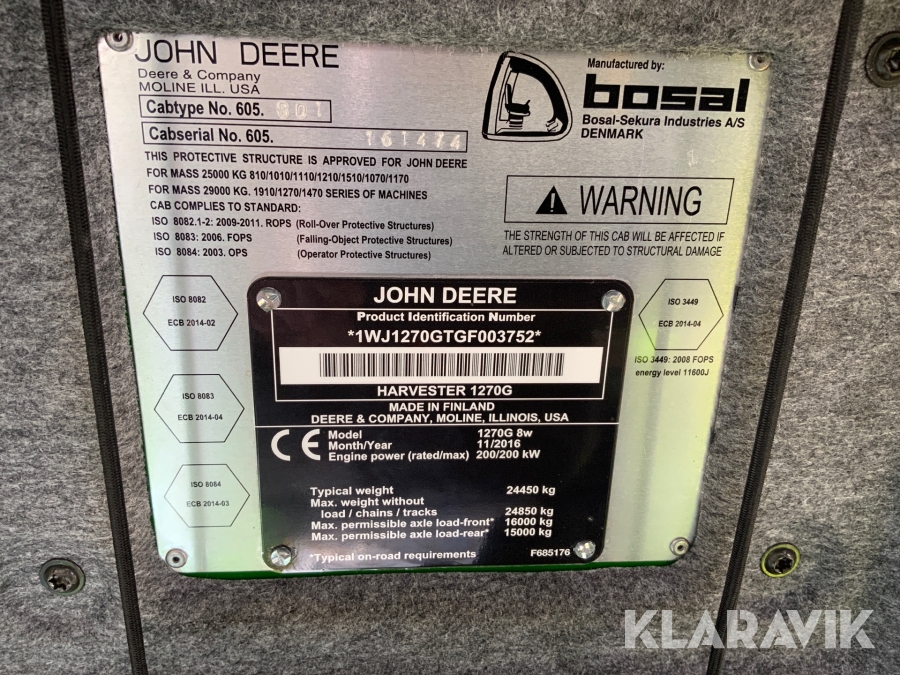 JOHN DEERE
Deere & Company
MOLINE ILL. USA
Cabtype No. 605. 301
Cabserial No. 605. 161474
Manufactured by:
bosal
Bosal-Sekura Industries A/S
DENMARK
THIS PROTECTIVE STRUCTURE IS APPROVED FOR JOHN DEERE
FOR MASS 25000 KG 810/1010/1110/1210/1510/1070/1170
FOR MASS 29000 KG. 1910/1270/1470 SERIES OF MACHINES
CAB COMPLIES TO STANDARD:
ISO 8082.1-2: 2009-2011. ROPS (Roll-Over Protective Structures)
ISO 8083: 2006. FOPS (Falling-Object Protective Structures)
ISO 8084: 2003. OPS (Operator Protective Structures)
WARNING
THE STRENGTH OF THIS CAB WILL BE AFFECTED IF
ALTERED OR SUBJECTED TO STRUCTURAL DAMAGE
ISO 8082
ECB 2014-02
ISO 8083
ECB 2014-04
ISO 8084
ECB 2014-03
ISO 3449
ECB 2014-04
ISO 3449: 2008 FOPS
energy level 11600J
JOHN DEERE
Product Identification Number
*1WJ1270GTGF003752*
HARVESTER 1270G
MADE IN FINLAND
DEERE & COMPANY, MOLINE, ILLINOIS, USA
CE
Model 1270G 8w
Month/Year 11/2016
Engine power (rated/max) 200/200 kW
Typical weight 24450 kg
Max. weight without
load / chains / tracks 24850 kg
Max. permissible axle load-front* 16000 kg
Max. permissible axle load-rear* 15000 kg
*Typical on-road requirements F685176
KLARAVIK